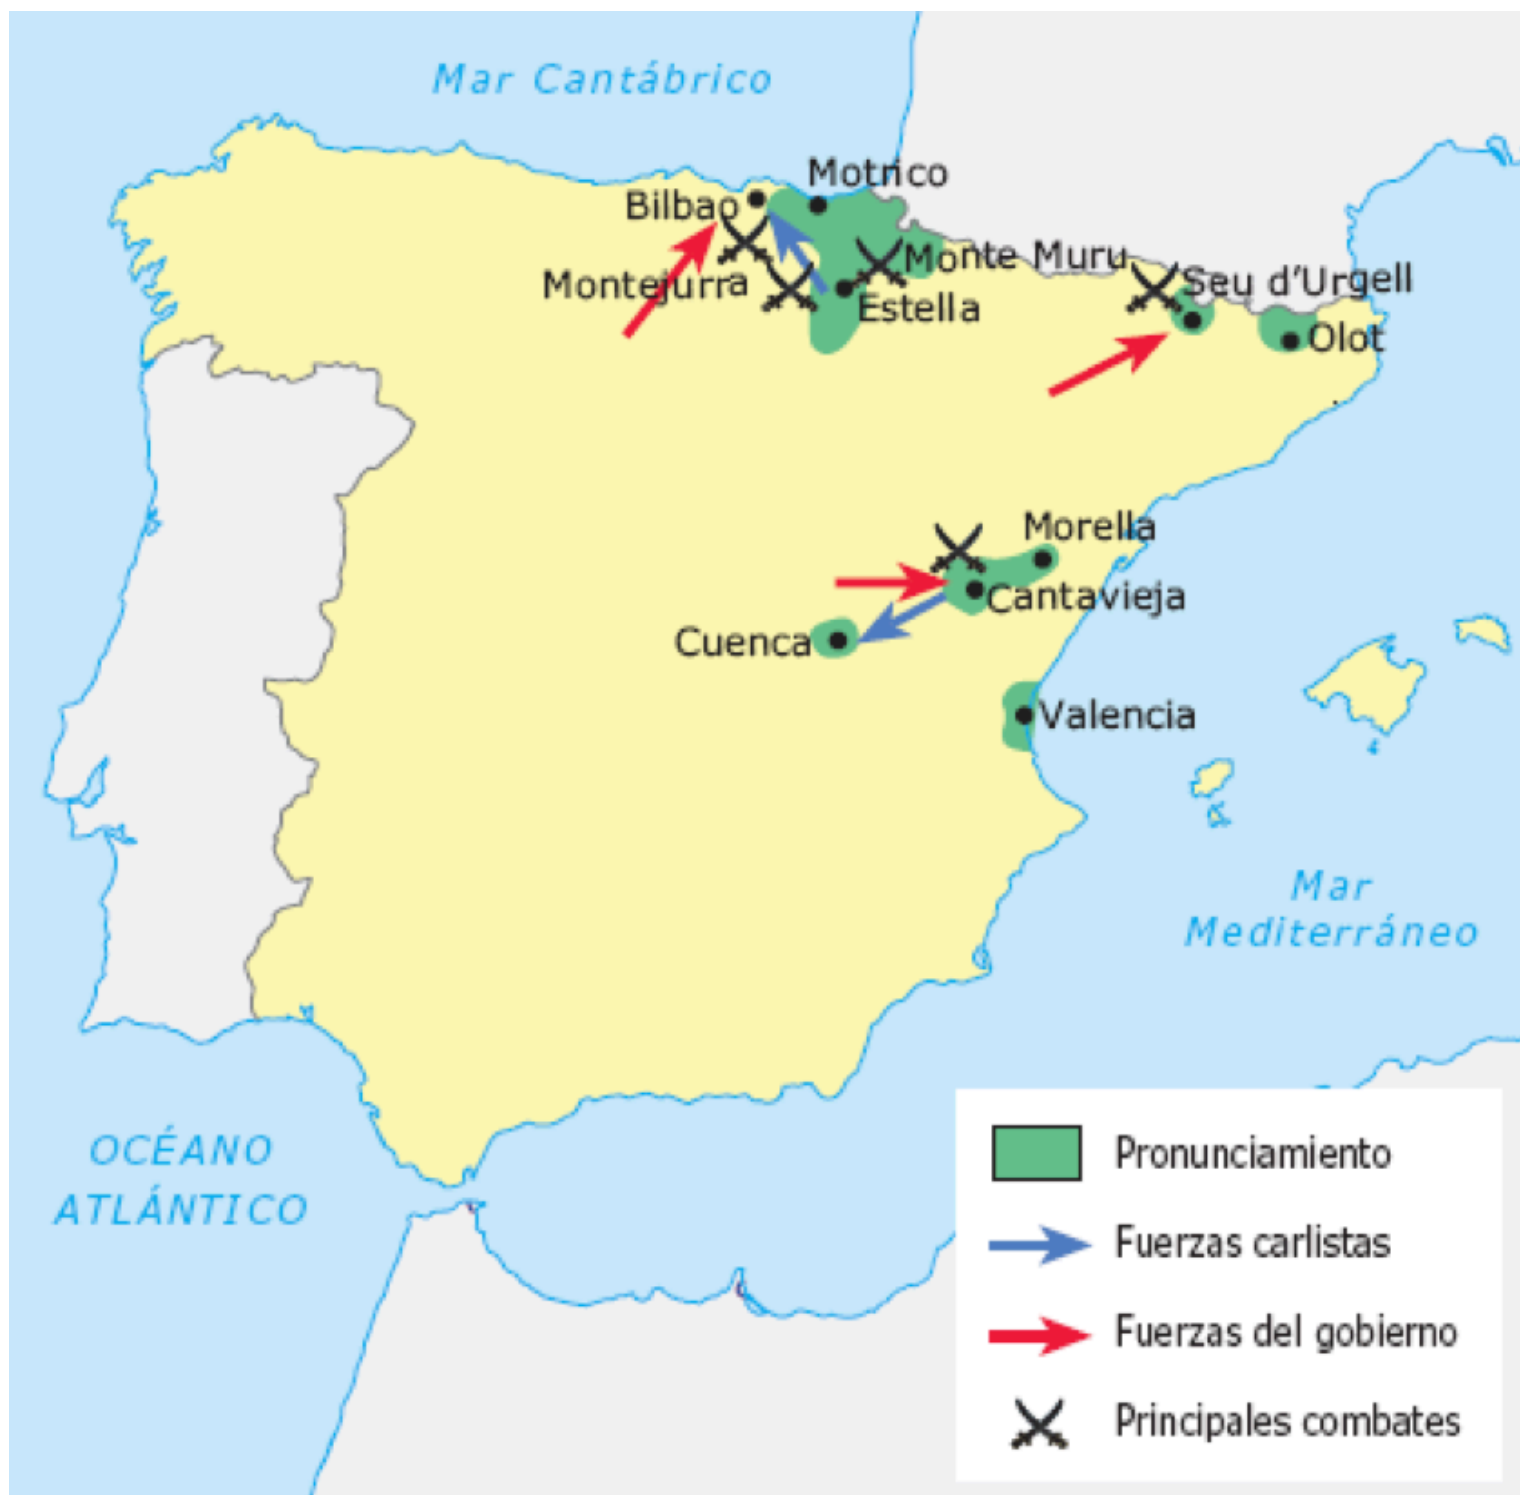 Mar Cantábrico
Motrico
Bilbao
Monte Muru
Montejurra
Seu d'Urgell
Estella
Olot
Morella
Cantavieja
Cuenca
Valencia
Mar
Mediterráneo
OCÉANO
ATLÁNTICO
Pronunciamiento
Fuerzas carlistas
Fuerzas del gobierno
Principales combates